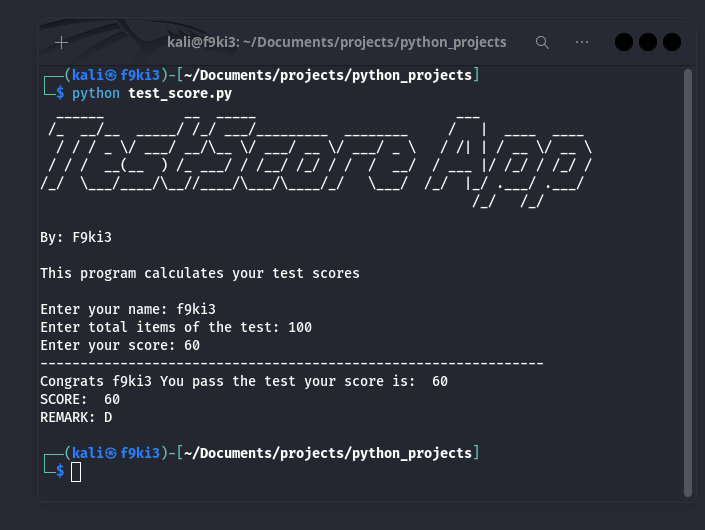 kali@f9ki3: ~/Documents/projects/python_projects
┌──(kali㉿f9ki3)-[~/Documents/projects/python_projects]
└─$ python test_score.py
TestScore App
By: F9ki3
This program calculates your test scores
Enter your name: f9ki3
Enter total items of the test: 100
Enter your score: 60
---------------------------------------------------------------
Congrats f9ki3 You pass the test your score is:  60
SCORE:  60
REMARK: D
┌──(kali㉿f9ki3)-[~/Documents/projects/python_projects]
└─$